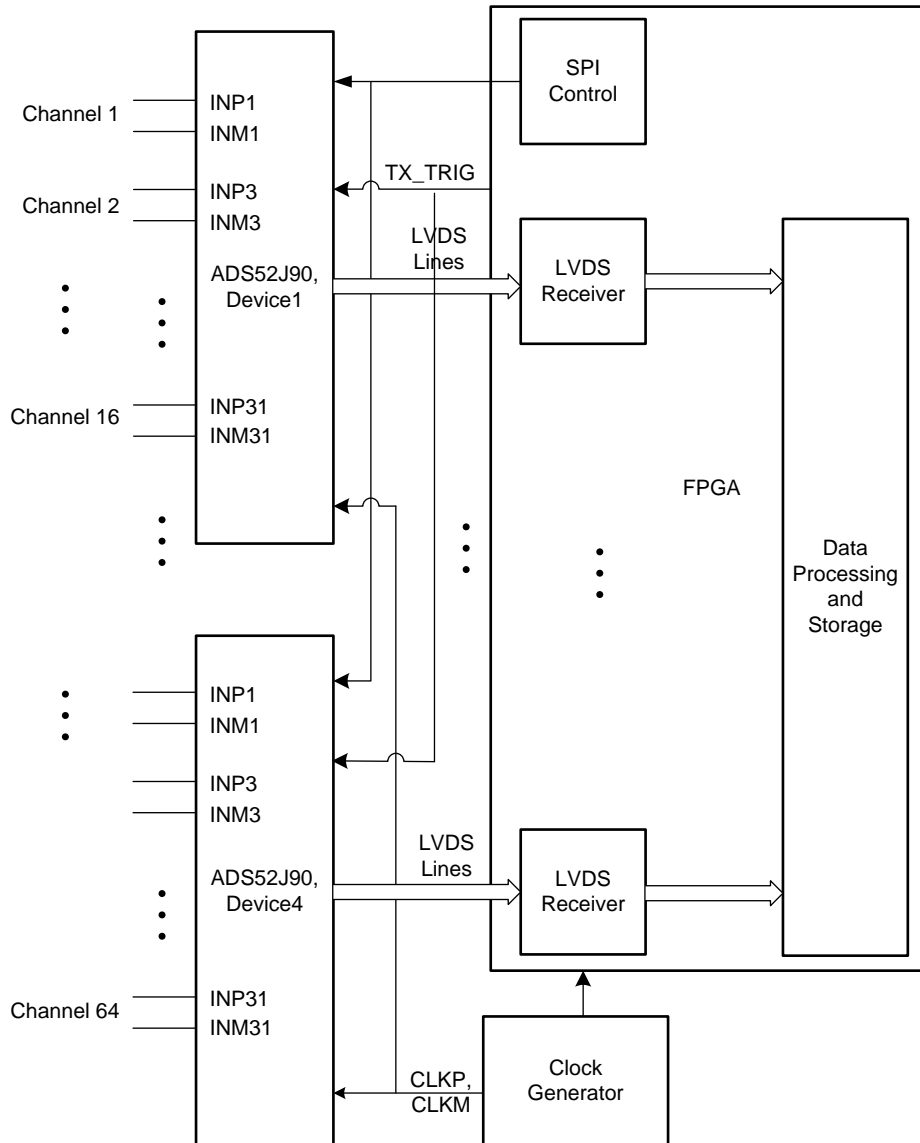 SPI
Control
Channel 1
INP1
INM1
TX_TRIG
Channel 2
INP3
INM3
LVDS
Lines
ADS52J90,
Device1
LVDS
Receiver
Channel 16
INP31
INM31
FPGA
Data
Processing
and
Storage
INP1
INM1
INP3
INM3
LVDS
Lines
ADS52J90,
Device4
LVDS
Receiver
Channel 64
INP31
INM31
CLKP,
CLKM
Clock
Generator